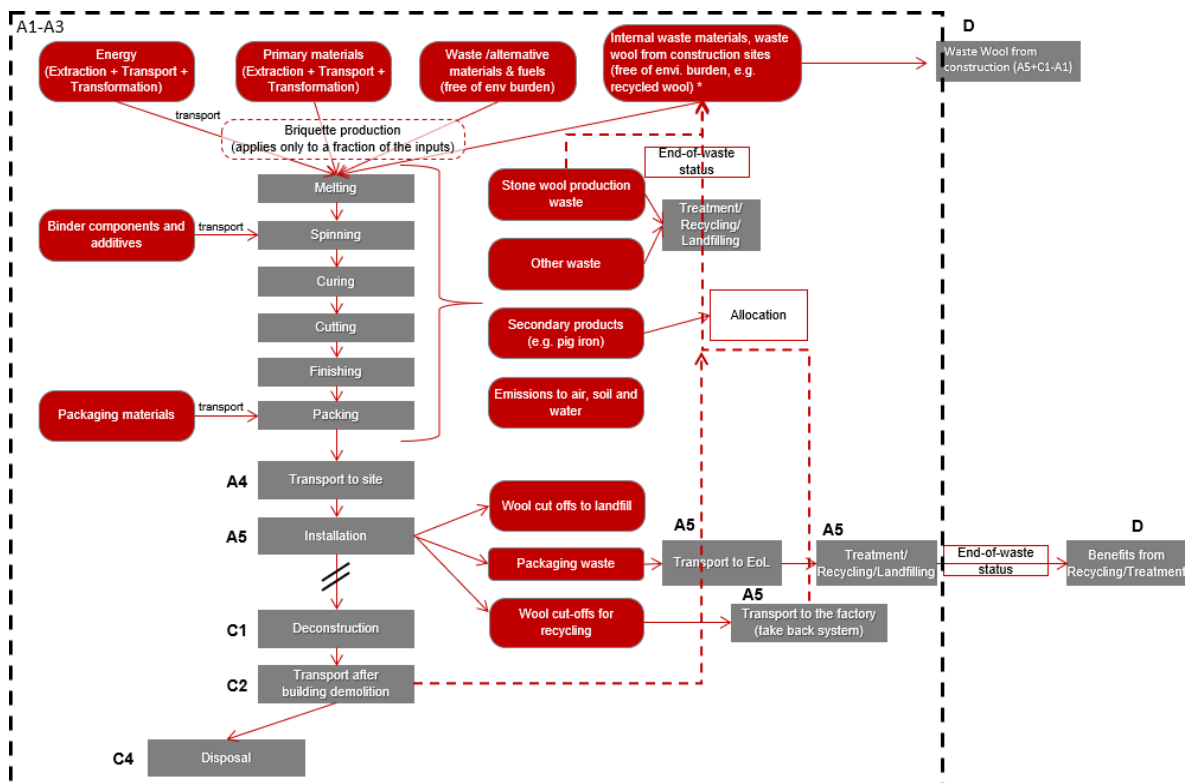 A1-A3
D
Energy
(Extraction + Transport +
Transformation)
Primary materials
(Extraction + Transport +
Transformation)
Waste /alternative
materials & fuels
(free of env burden)
Internal waste materials, waste
wool from construction sites
(free of envi. burden, e.g.
recycled wool) *
Waste Wool from
construction (A5+C1-A1)
transport
Briquette production
(applies only to a fraction of the inputs)
End-of-waste
status
Melting
Stone wool production
waste
Treatment/
Recycling/
Landfilling
Binder components and
additives
transport
Spinning
Other waste
Curing
Cutting
Secondary products
(e.g. pig iron)
Allocation
Finishing
Emissions to air, soil and
water
Packaging materials
transport
Packing
A4
Transport to site
Wool cut offs to landfill
A5
Installation
A5
A5
D
Packaging waste
Transport to EoL
Treatment/
Recycling/Landfilling
End-of-waste
status
Benefits from
Recycling/Treatment
A5
C1
Deconstruction
Wool cut-offs for
recycling
Transport to the factory
(take back system)
C2
Transport after
building demolition
C4
Disposal